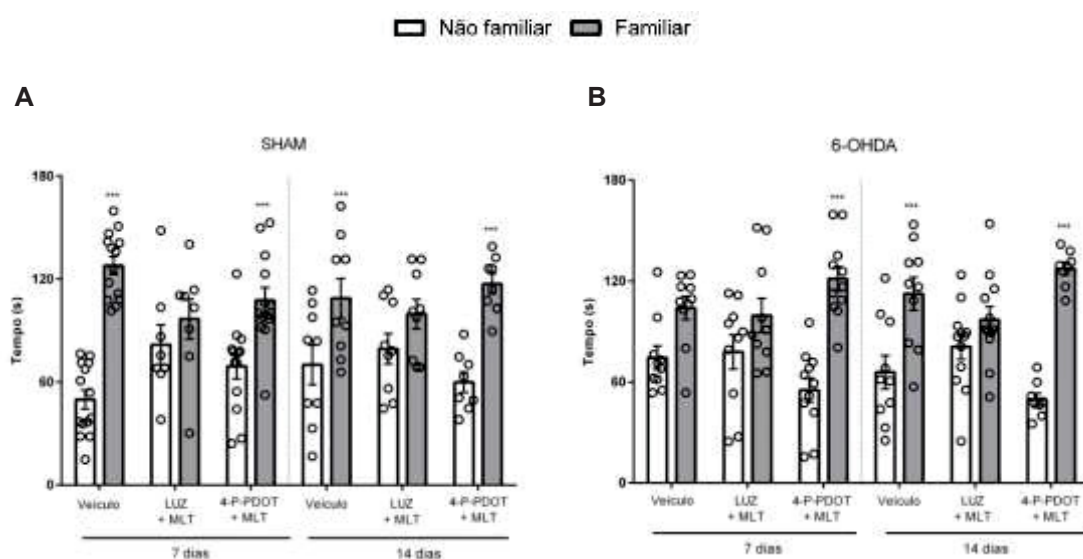 Não familiar Familiar
A
SHAM
Tempo (s)
180
120
60
0
*** *** *** ***
Veículo LUZ + MLT 4-P-PDOT + MLT Veículo LUZ + MLT 4-P-PDOT + MLT
7 dias 14 dias
B
6-OHDA
Tempo (s)
180
120
60
0
*** *** ***
Veículo LUZ + MLT 4-P-PDOT + MLT Veículo LUZ + MLT 4-P-PDOT + MLT
7 dias 14 dias